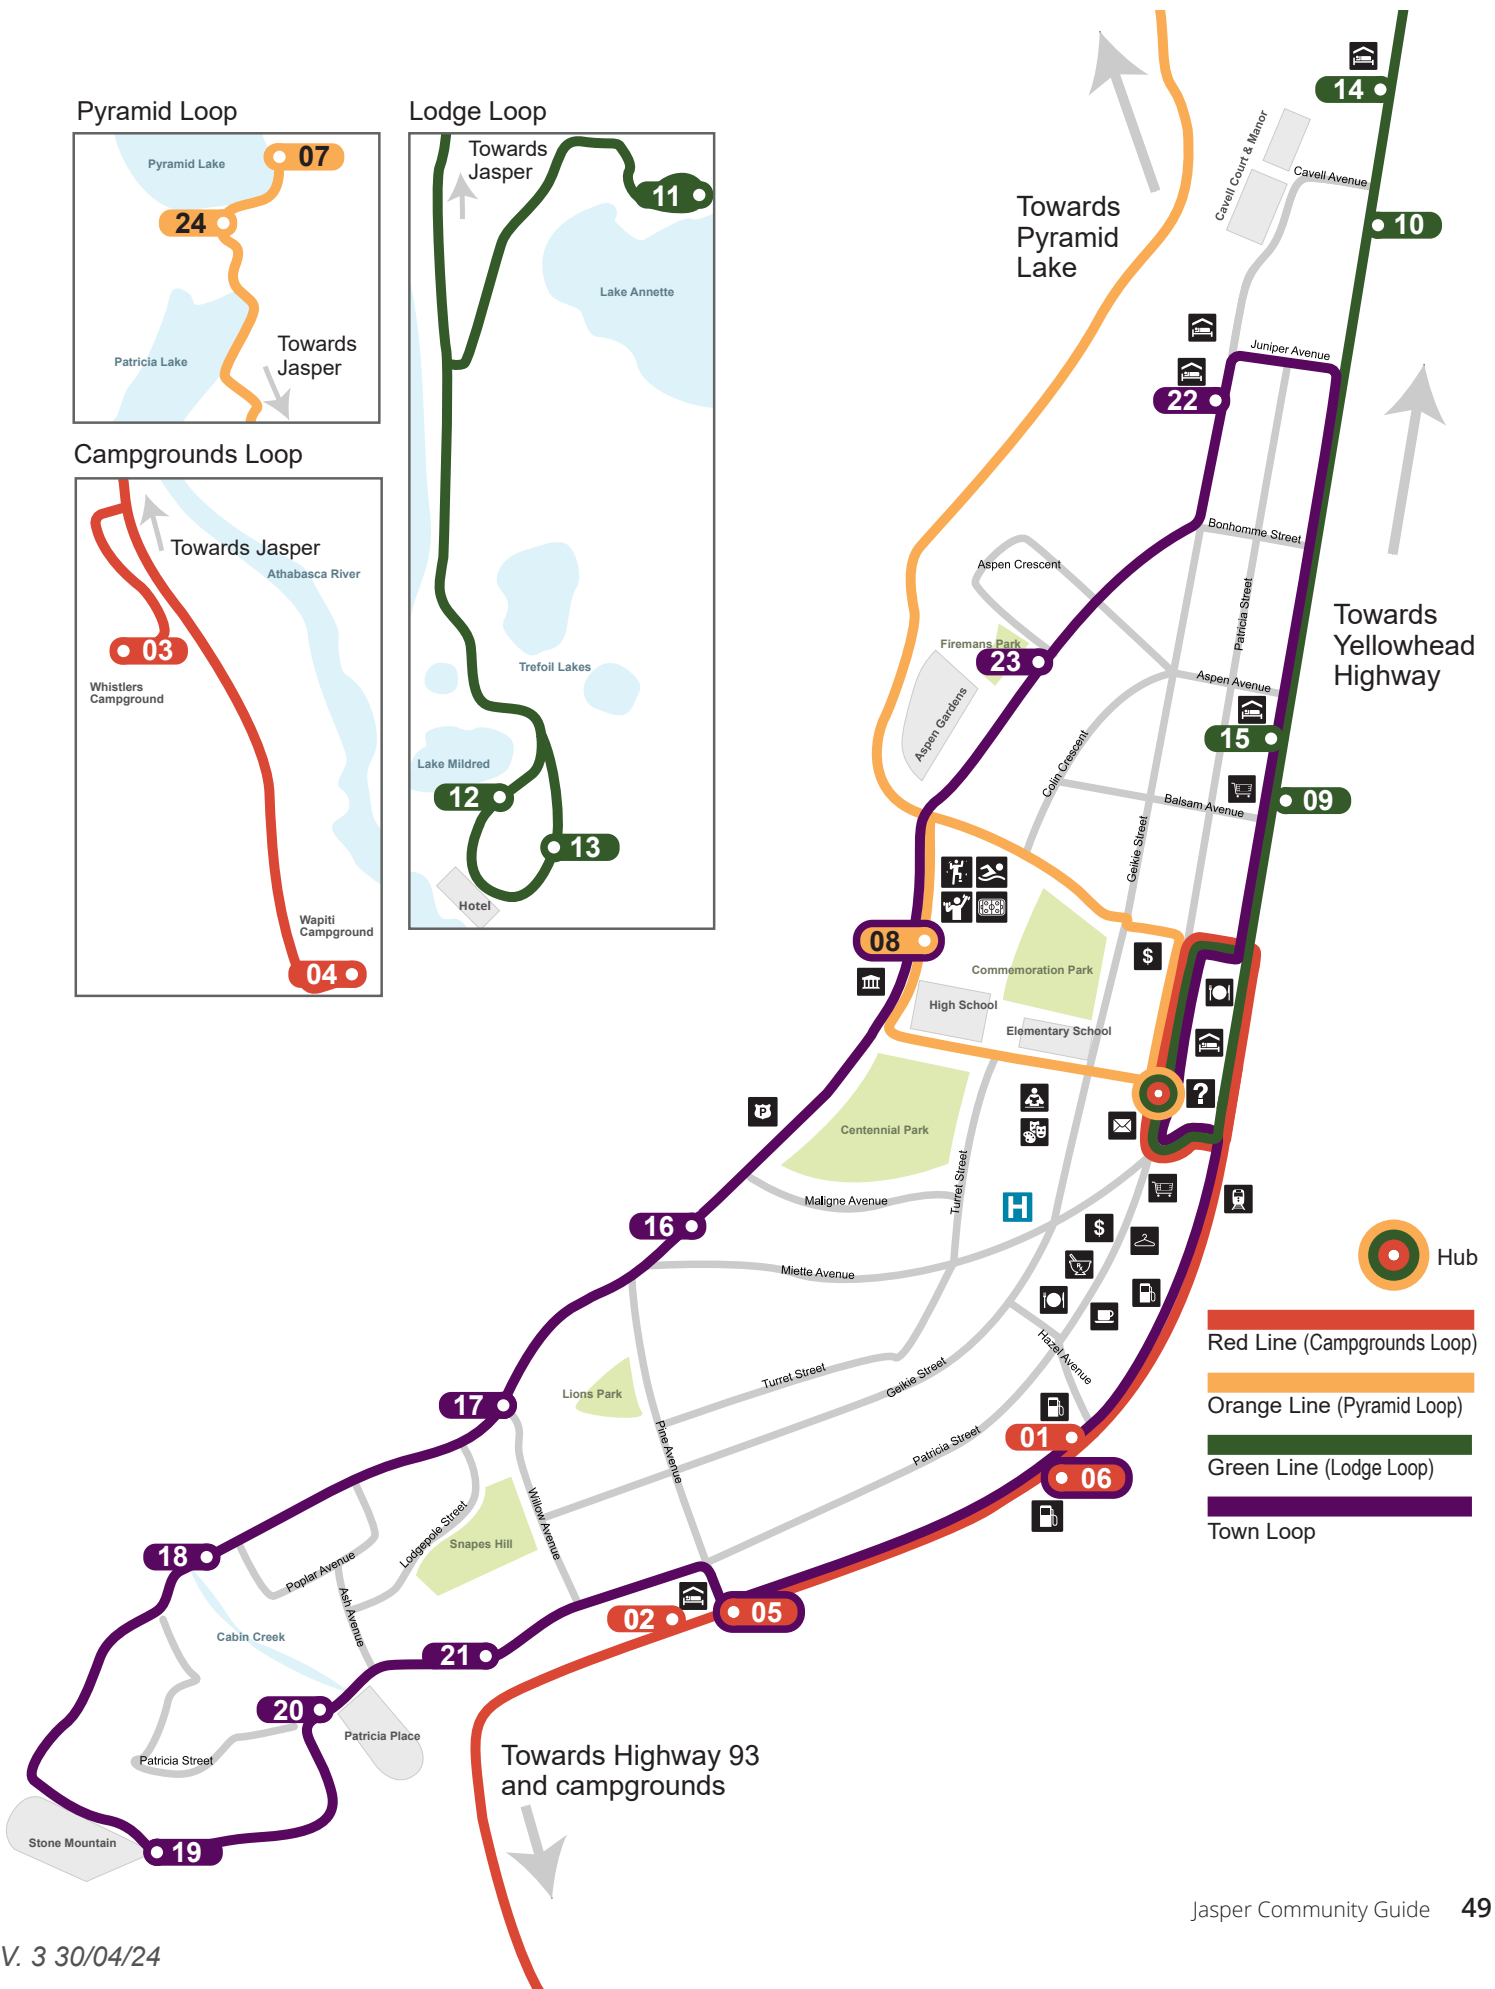 Pyramid Loop
Pyramid Lake
07
24
Patricia Lake
Towards
Jasper
Lodge Loop
Towards
Jasper
11
Lake Annette
Trefoil Lakes
Lake Mildred
12
13
Hotel
Campgrounds Loop
Towards Jasper
Athabasca River
03
Whistlers
Campground
Wapiti
Campground
04
14
Cavell Court & Manor
Cavell Avenue
10
Towards
Pyramid
Lake
Juniper Avenue
22
Bonhomme Street
Aspen Crescent
Patricia Street
Towards
Yellowhead
Highway
Firemans Park
23
Aspen Avenue
Aspen Gardens
15
Colin Crescent
Balsam Avenue
09
Geikie Street
08
$
Commemoration Park
High School
Elementary School
?
P
Centennial Park
Turret Street
Maligne Avenue
H
16
$
Miette Avenue
Hub
Red Line (Campgrounds Loop)
Orange Line (Pyramid Loop)
Green Line (Lodge Loop)
Town Loop
Hazel Avenue
Turret Street
Geikie Street
Lions Park
17
Pine Avenue
Patricia Street
01
06
Willow Avenue
Lodgepole Street
Snapes Hill
18
Poplar Avenue
Ash Avenue
02
05
Cabin Creek
21
20
Patricia Place
Patricia Street
Towards Highway 93
and campgrounds
Stone Mountain
19
Jasper Community Guide 49
V. 3 30/04/24